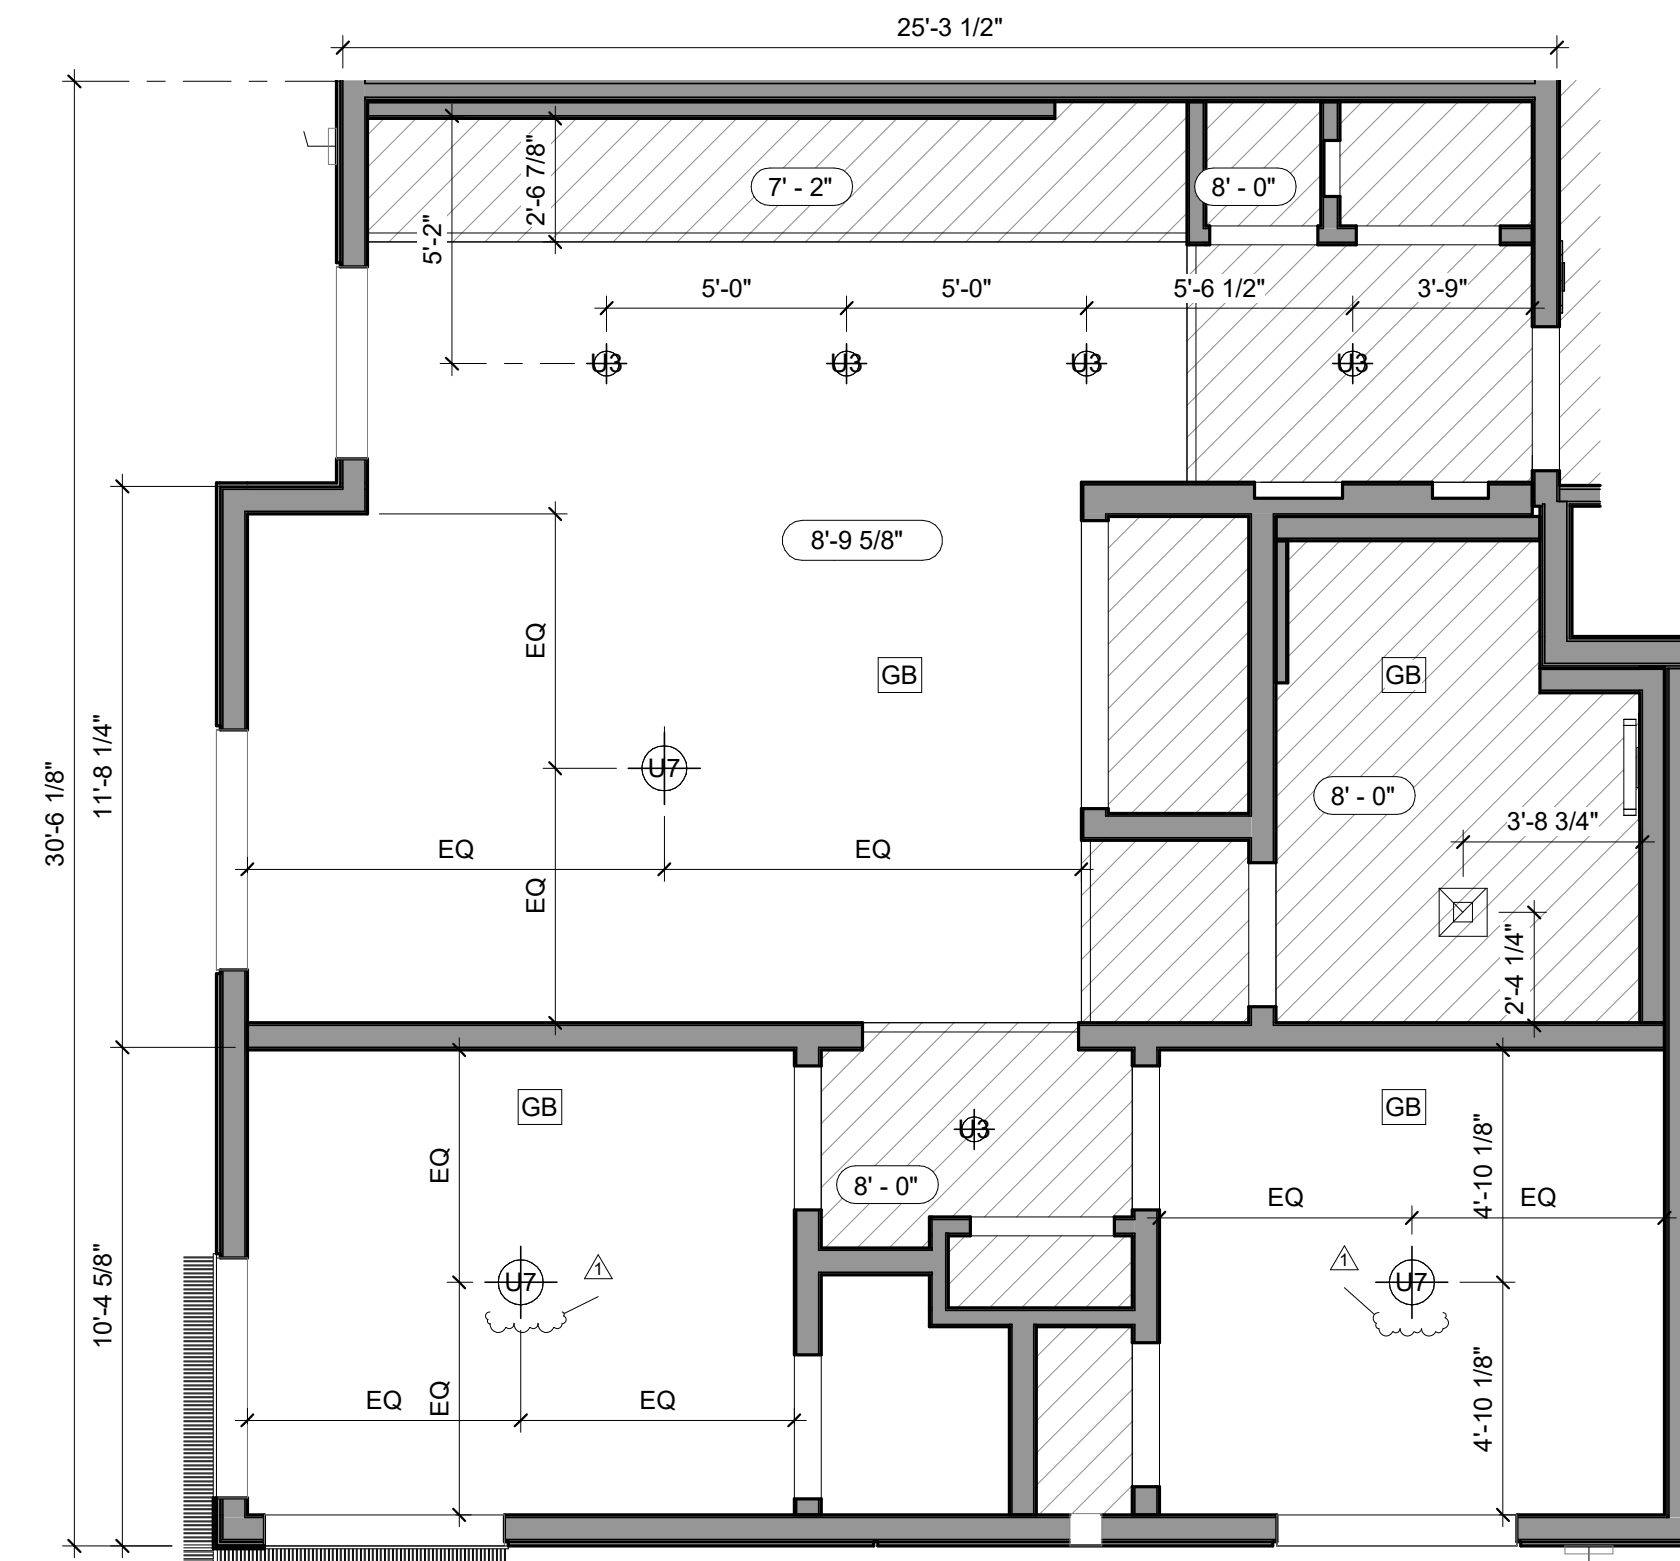 25'-3 1/2"
2'-6 7/8"
7' - 2"
8' - 0"
5'-2"
5'-0"
5'-0"
5'-6 1/2"
3'-9"
U3
U3
U3
U3
8'-9 5/8"
EQ
GB
GB
11'-8 1/4"
30'-6 1/8"
U7
8' - 0"
3'-8 3/4"
EQ
EQ
EQ
2'-4 1/4"
GB
GB
U3
EQ
4'-10 1/8"
8' - 0"
EQ
EQ
10'-4 5/8"
U7
1
1
U7
EQ
EQ
EQ
4'-10 1/8"